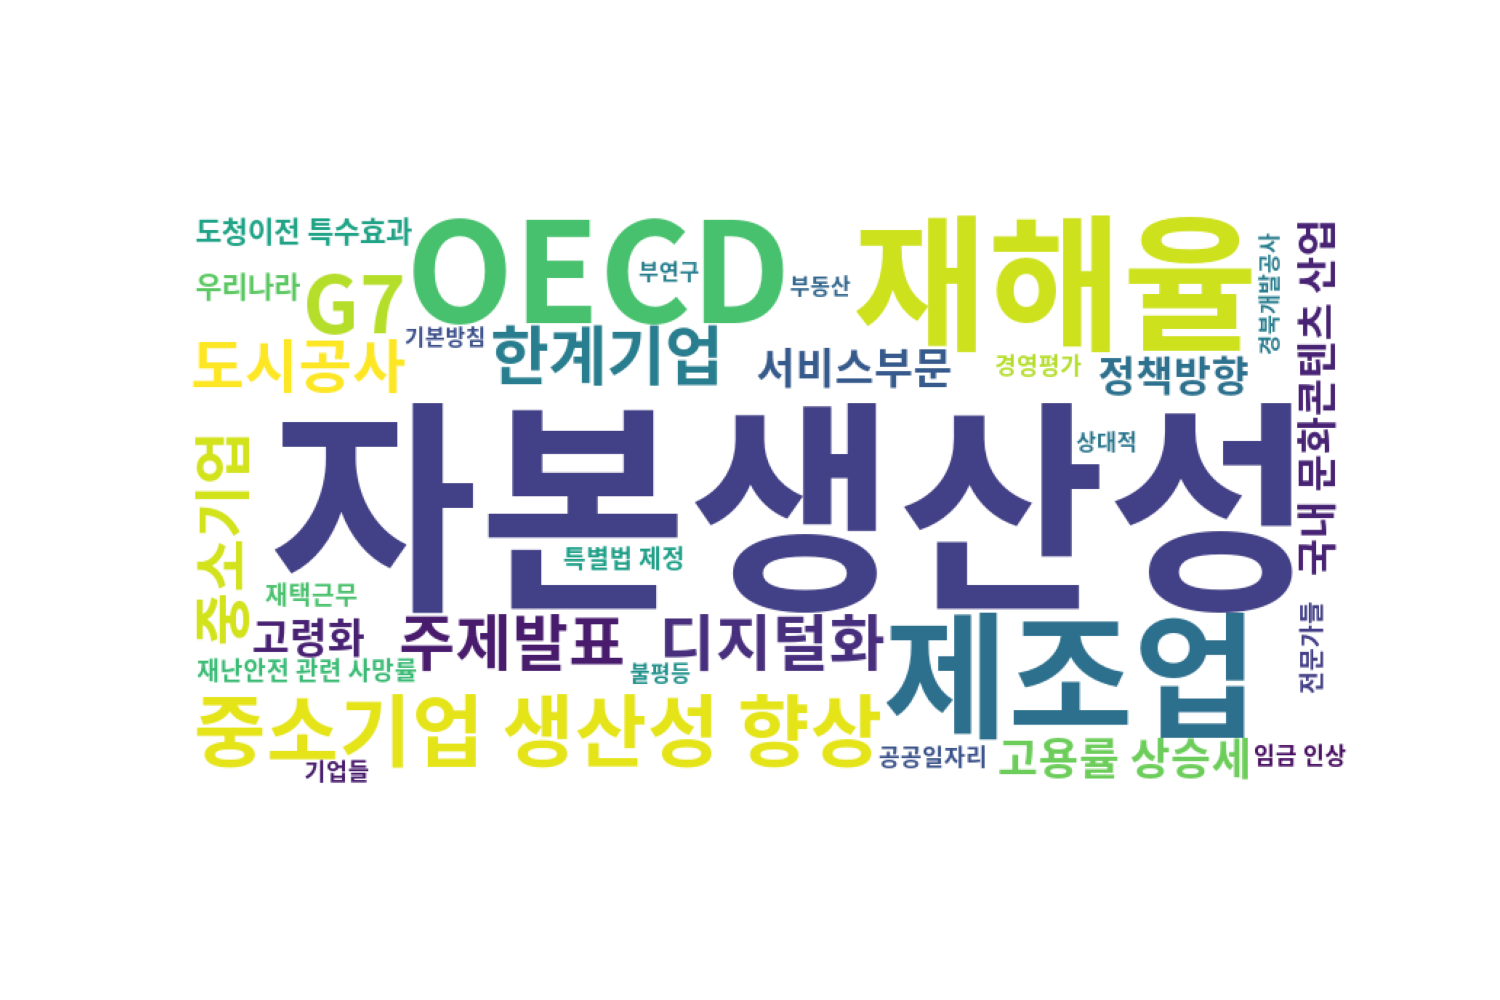 도청이전 특수효과
OECD
재해율
우리나라
G7
부연구
부동산
경북개발공사
국내 문화콘텐츠 산업
기본방침
한계기업
도시공사
서비스부문
경영평가
정책방향
자본생산성
상대적
중소기업
특별법 제정
재택근무
고령화
주제발표
디지털화
제조업
전문가들
재난안전 관련 사망률
불평등
중소기업 생산성 향상
기업들
공공일자리
고용률 상승세
임금 인상